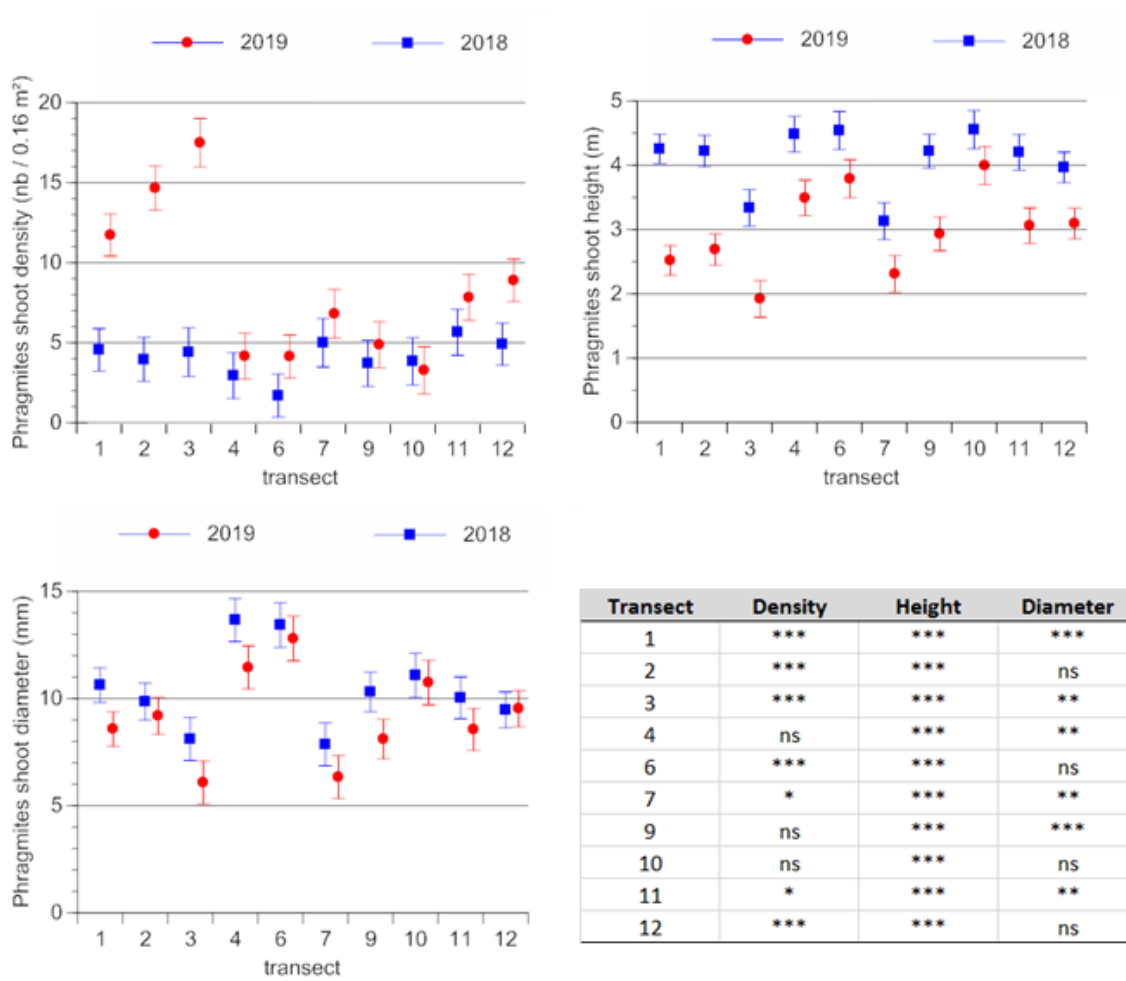 2019 2018
Phragmites shoot density (nb / 0.16 m²)
20
15
10
5
0
1 2 3 4 6 7 9 10 11 12
transect
2019 2018
Phragmites shoot height (m)
5
4
3
2
1
0
1 2 3 4 6 7 9 10 11 12
transect
2019 2018
Phragmites shoot diameter (mm)
15
10
5
0
1 2 3 4 6 7 9 10 11 12
transect
Transect Density Height Diameter
1 *** *** ***
2 *** *** ns
3 *** *** **
4 ns *** **
6 *** *** ns
7 * *** **
9 ns *** ***
10 ns *** ns
11 * *** **
12 *** *** ns